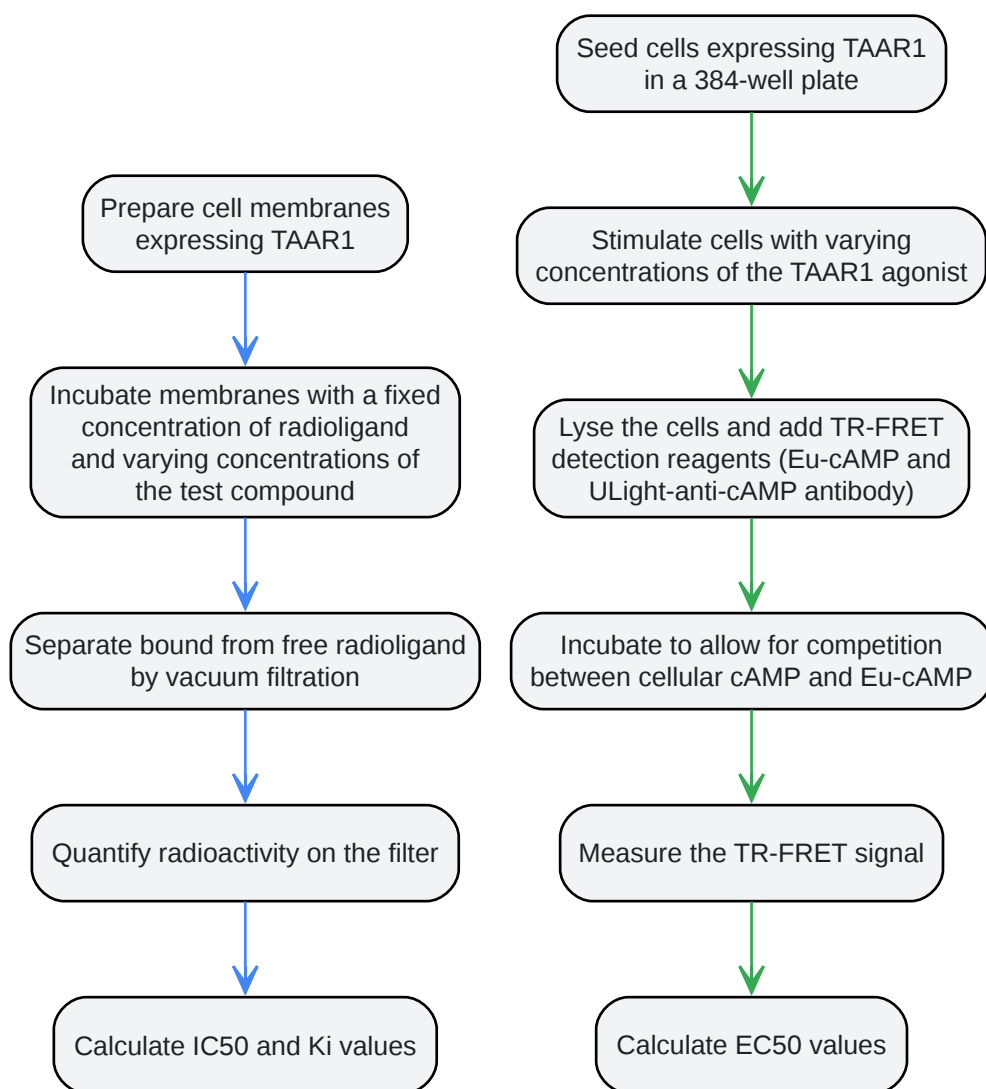 Prepare cell membranes
expressing TAAR1
Incubate membranes with a fixed
concentration of radioligand
and varying concentrations of
the test compound
Separate bound from free radioligand
by vacuum filtration
Quantify radioactivity on the filter
Calculate IC50 and Ki values
Seed cells expressing TAAR1
in a 384-well plate
Stimulate cells with varying
concentrations of the TAAR1 agonist
Lyse the cells and add TR-FRET
detection reagents (Eu-cAMP and
ULight-anti-cAMP antibody)
Incubate to allow for competition
between cellular cAMP and Eu-cAMP
Measure the TR-FRET signal
Calculate EC50 values